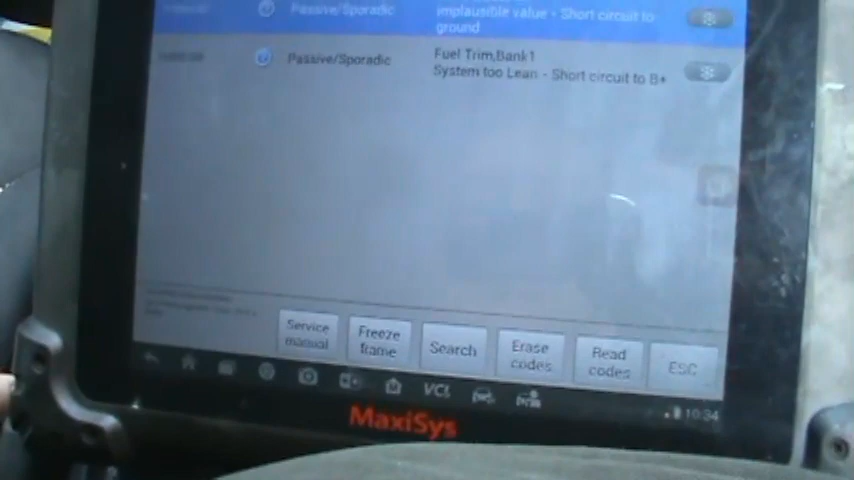 Passive/Sporadic
implausible value - Short circuit to
ground
Passive/Sporadic
Fuel Trim,Bank1
System too Lean - Short circuit to B+
Service
manual
Freeze
frame
Search
Erase
codes
Read
codes
ESC
VCI
10:34
MaxiSys